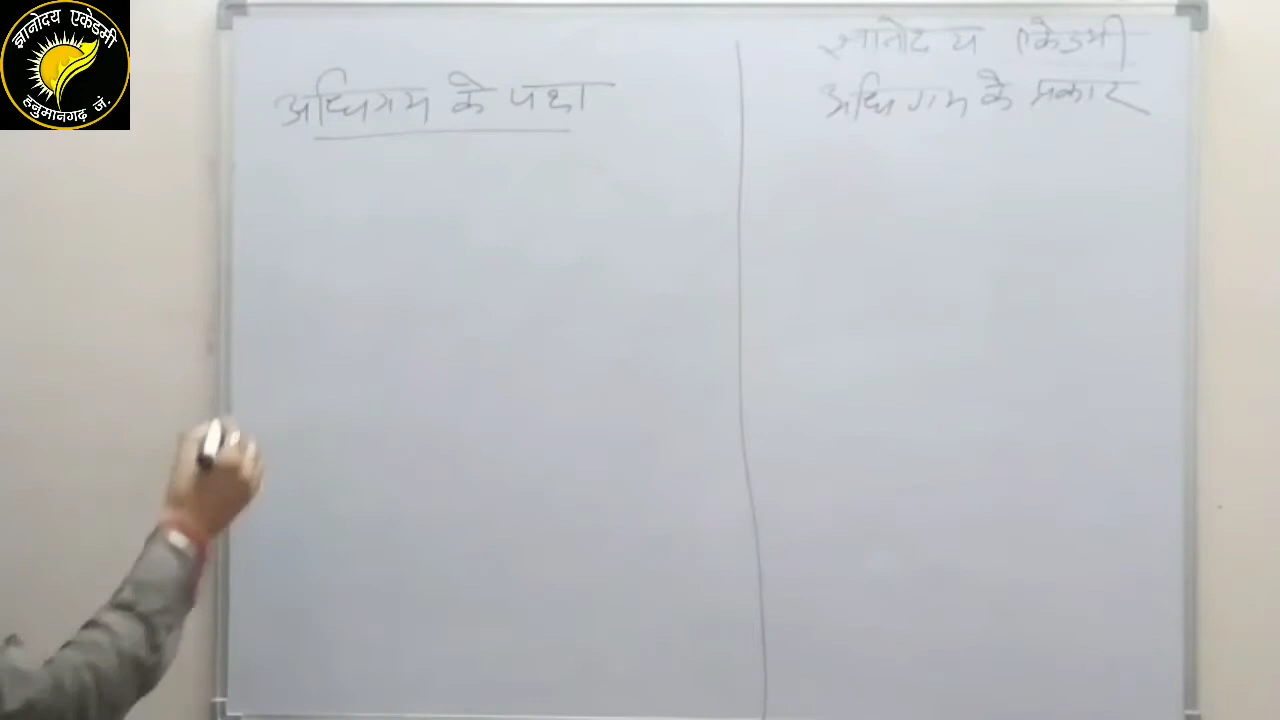 ज्ञानोदय एकेडमी
हनुमानगढ़ जं.
अधिगम के पक्ष
ज्ञानोदय एकेडमी
अधिगम के प्रकार